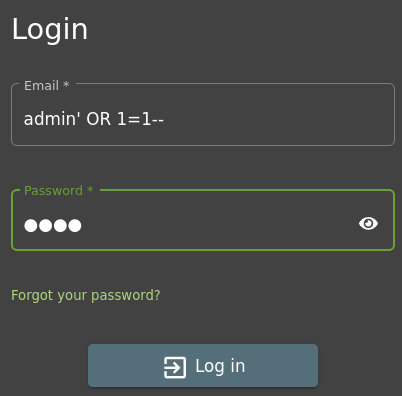 Login
Email *
admin' OR 1=1--
Password *
●●●●
Forgot your password?
Log in